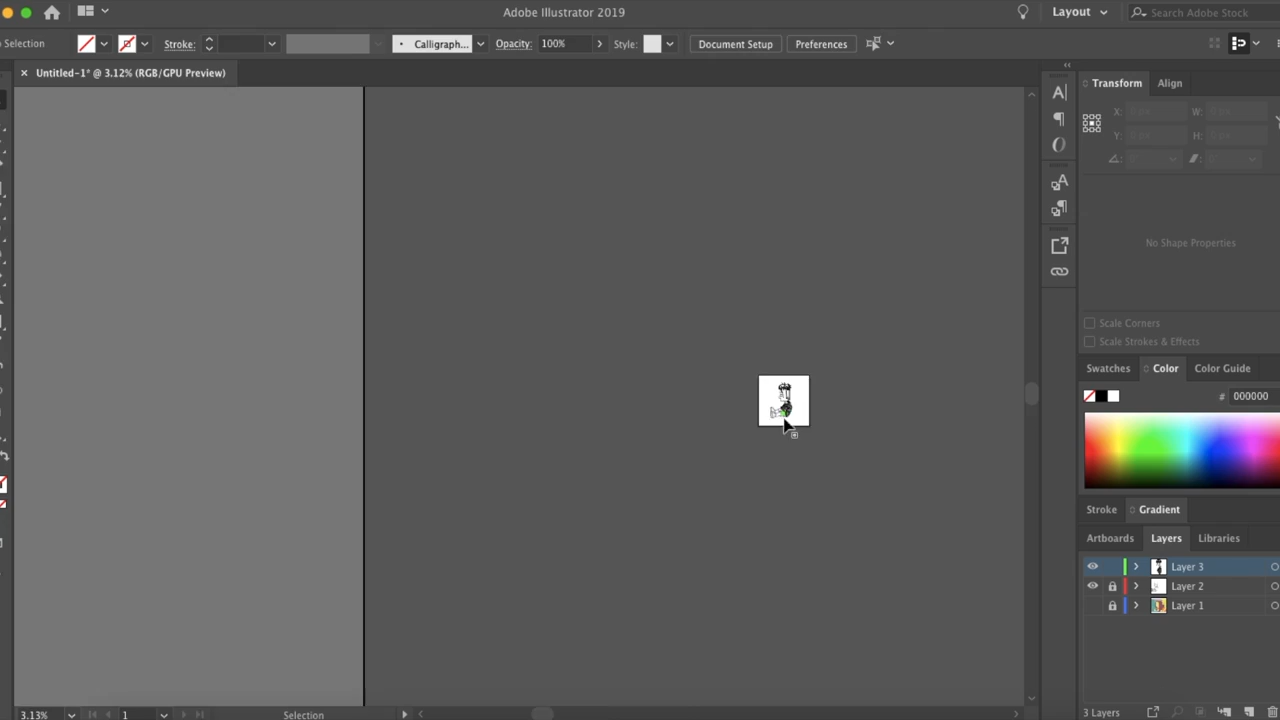 Adobe Illustrator 2019
Layout
Search Adobe Stock
Selection
Stroke:
Calligraph...
Opacity: 100%
Style:
Document Setup
Preferences
Untitled-1* @ 3.12% (RGB/GPU Preview)
Transform
Align
X:
W:
Y:
H:
No Shape Properties
Scale Corners
Scale Strokes & Effects
Swatches
Color
Color Guide
# 000000
Stroke
Gradient
Artboards
Layers
Libraries
Layer 3
Layer 2
Layer 1
3.13%
1
Selection
3 Layers